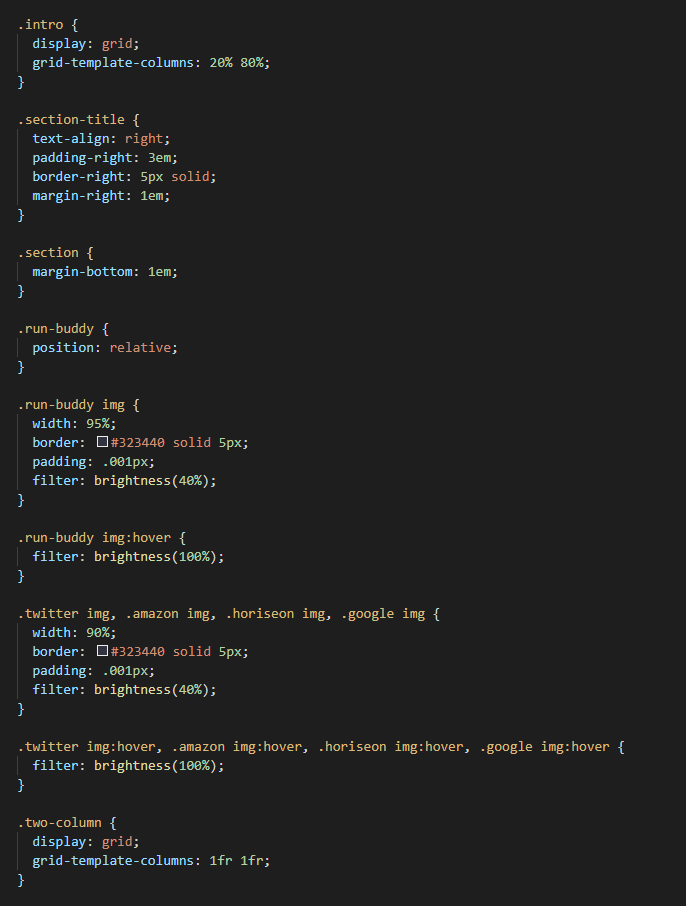 .intro {
  display: grid;
  grid-template-columns: 20% 80%;
}

.section-title {
  text-align: right;
  padding-right: 3em;
  border-right: 5px solid;
  margin-right: 1em;
}

.section {
  margin-bottom: 1em;
}

.run-buddy {
  position: relative;
}

.run-buddy img {
  width: 95%;
  border: #323440 solid 5px;
  padding: .001px;
  filter: brightness(40%);
}

.run-buddy img:hover {
  filter: brightness(100%);
}

.twitter img, .amazon img, .horiseon img, .google img {
  width: 90%;
  border: #323440 solid 5px;
  padding: .001px;
  filter: brightness(40%);
}

.twitter img:hover, .amazon img:hover, .horiseon img:hover, .google img:hover {
  filter: brightness(100%);
}

.two-column {
  display: grid;
  grid-template-columns: 1fr 1fr;
}